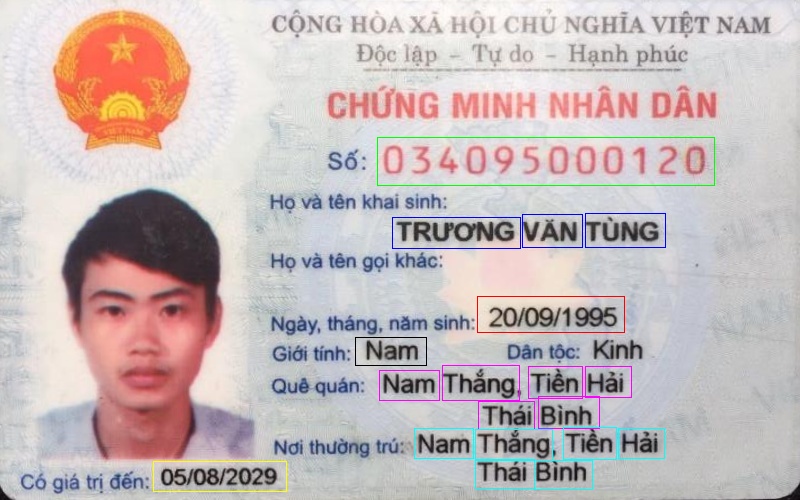 CỘNG HÒA XÃ HỘI CHỦ NGHĨA VIỆT NAM
Độc lập - Tự do - Hạnh phúc
CHỨNG MINH NHÂN DÂN
Số: 034095000120
Họ và tên khai sinh:
TRƯƠNG VĂN TÙNG
Họ và tên gọi khác:
Ngày, tháng, năm sinh: 20/09/1995
Giới tính: Nam Dân tộc: Kinh
Quê quán: Nam Thắng, Tiền Hải
Thái Bình
Nơi thường trú: Nam Thắng, Tiền Hải
Thái Bình
Có giá trị đến: 05/08/2029
VIỆT NAM